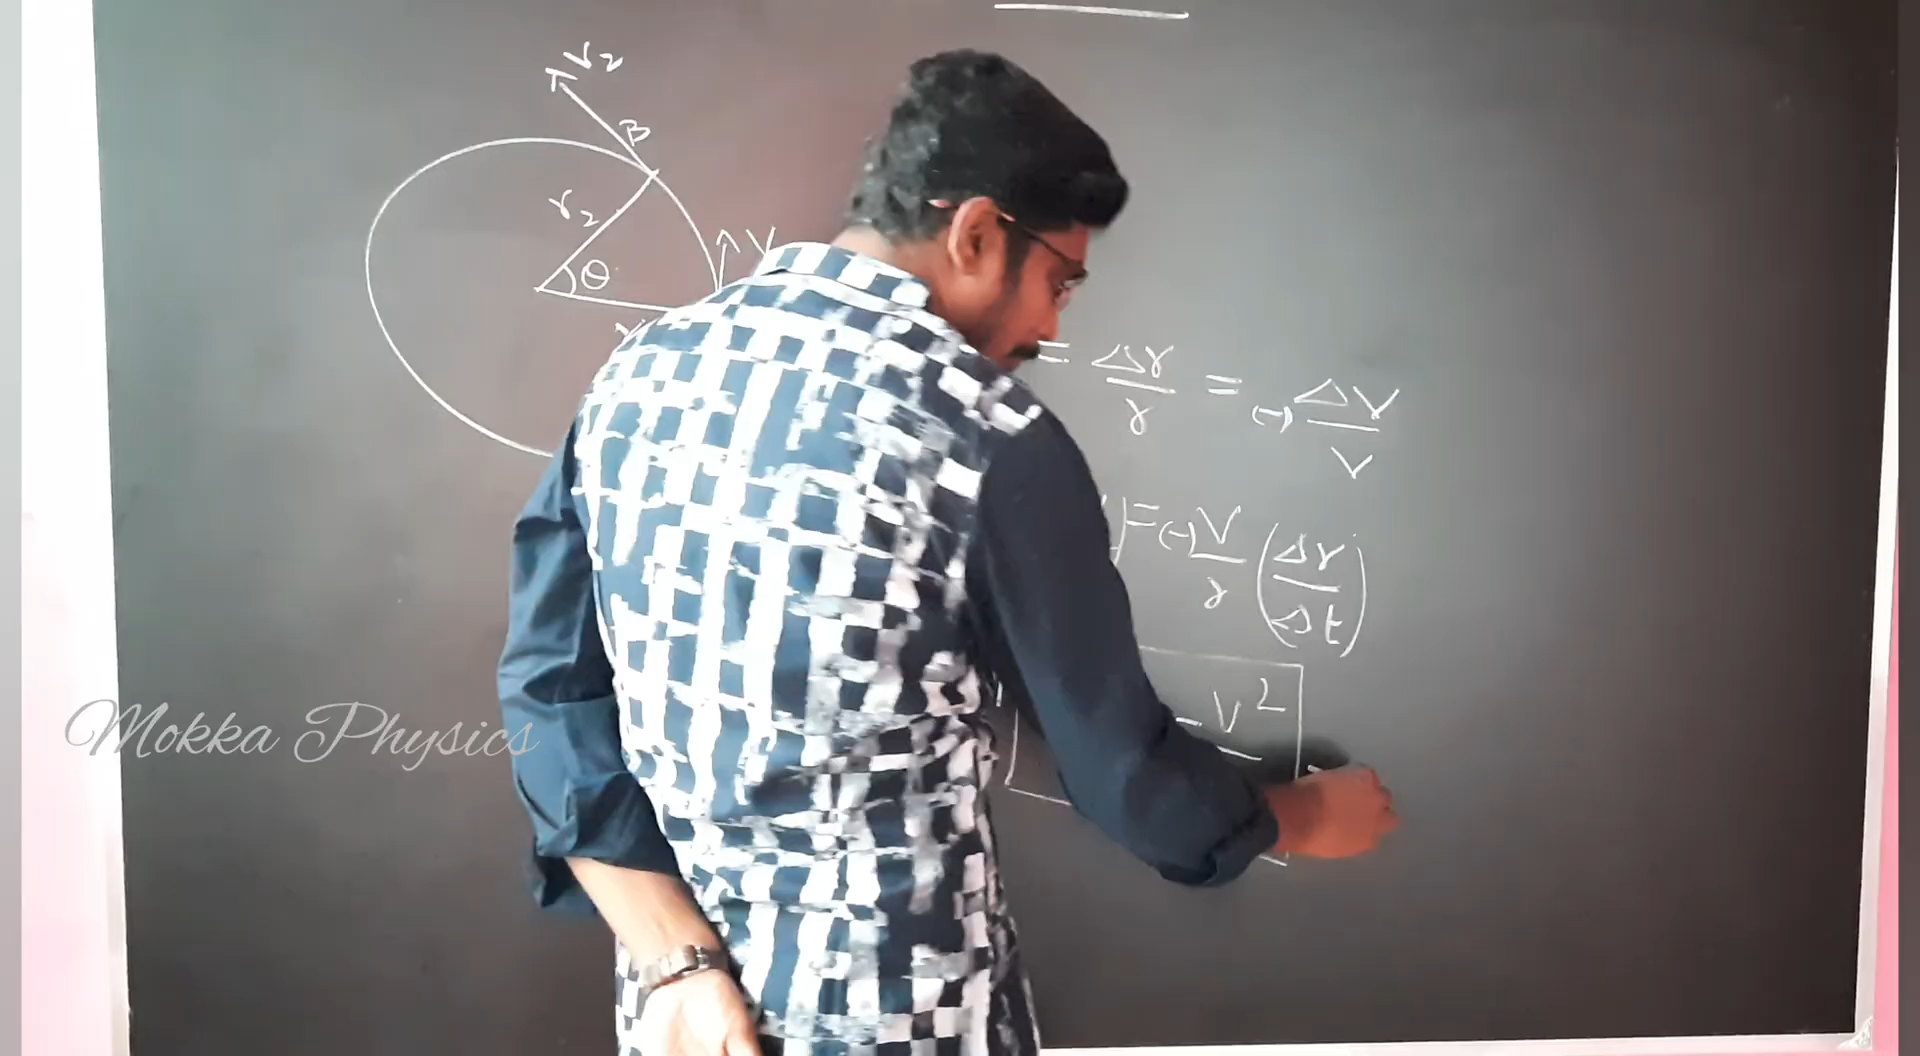 V₂
B
r₂
θ
V
= Δr/r = (-) ΔV/V
= (-) V/r (Δr/Δt)
- V²
Mokka Physics